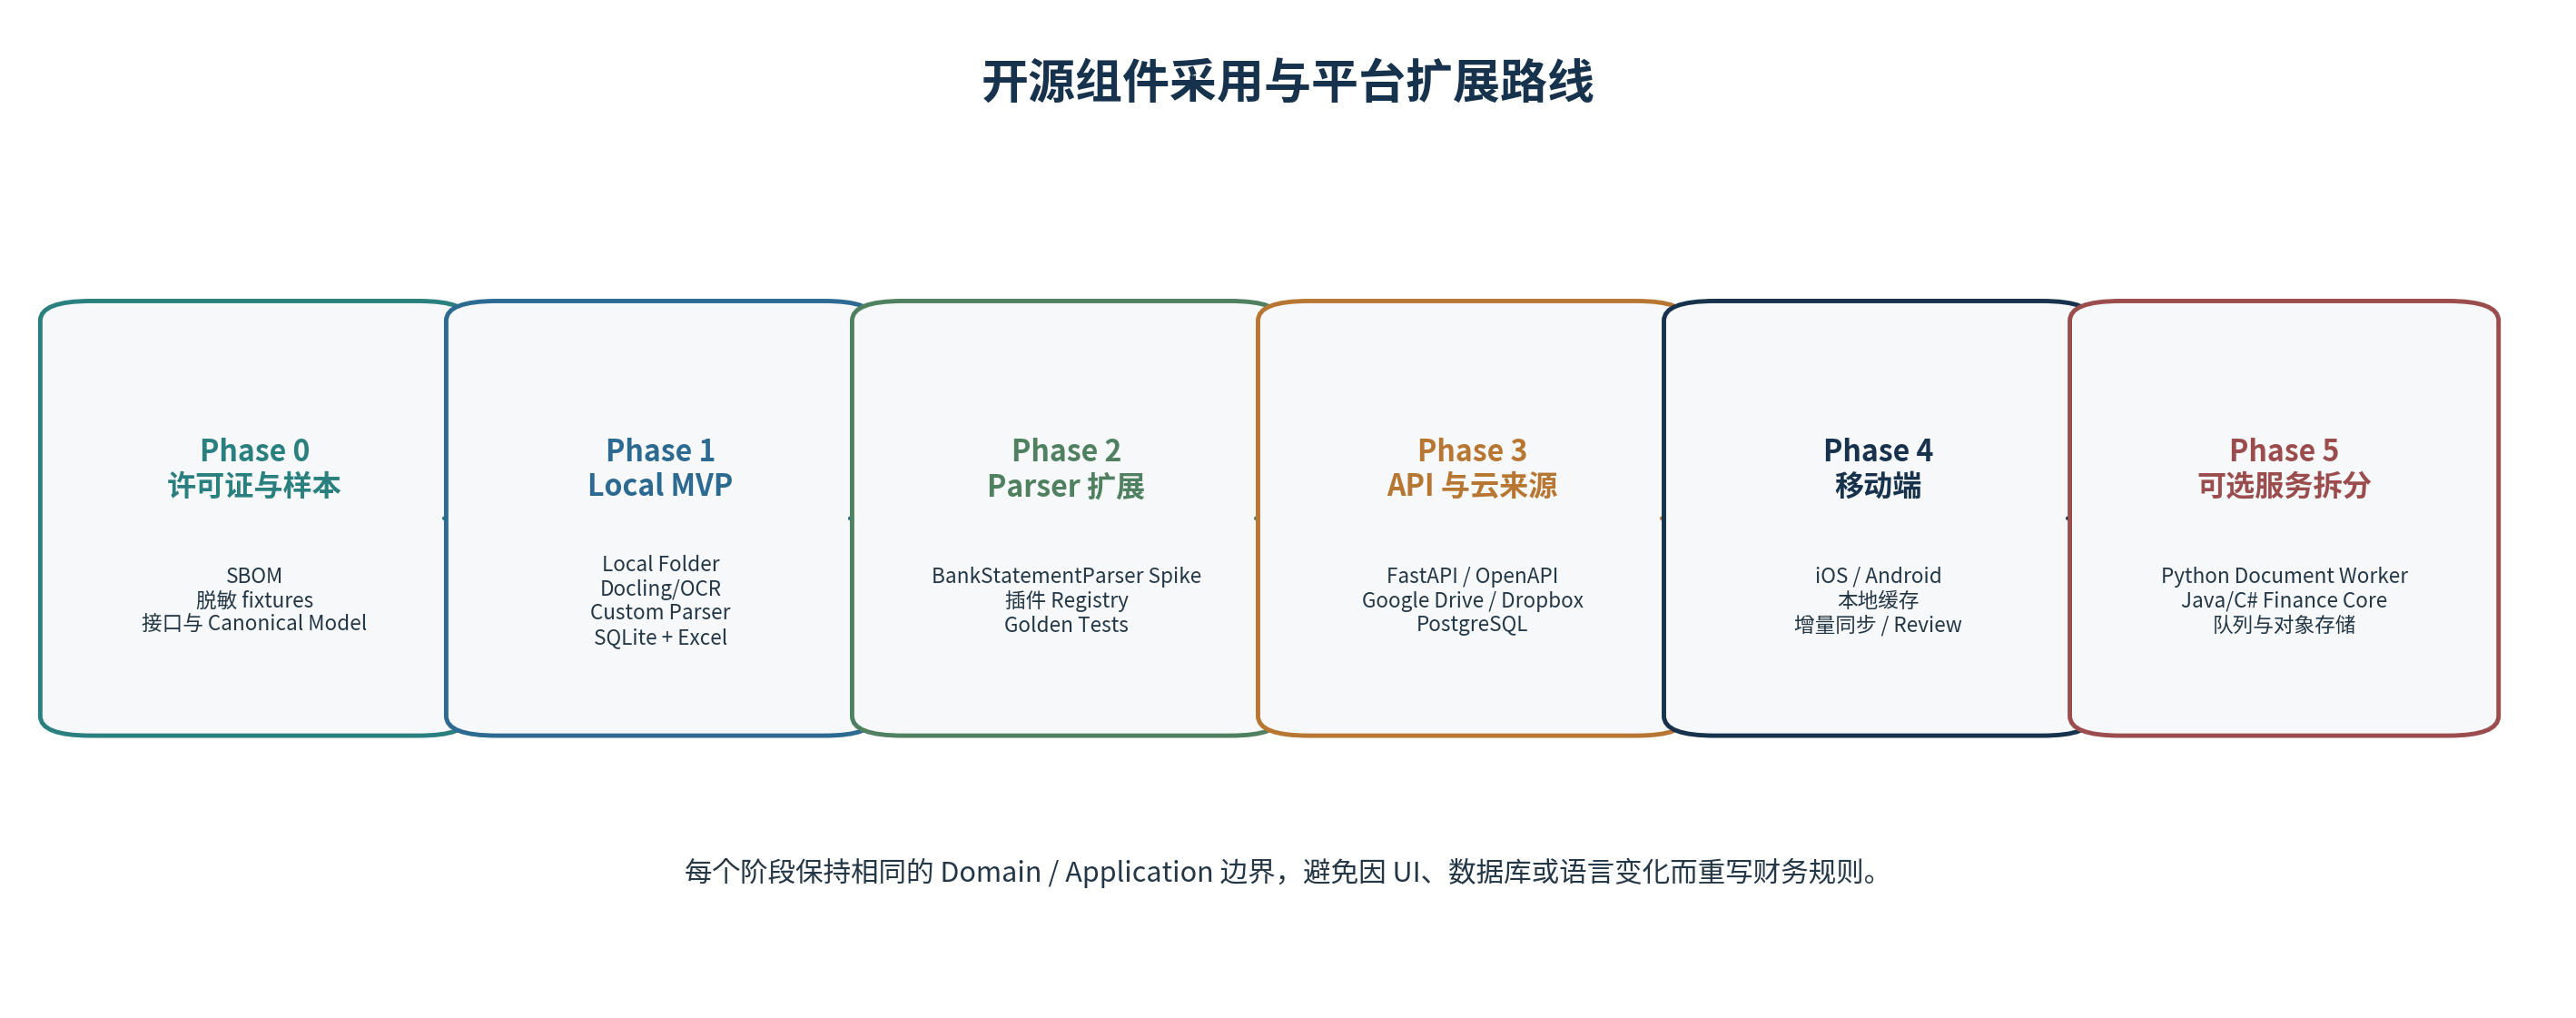 开源组件采用与平台扩展路线
Phase 0
许可证与样本
SBOM
脱敏 fixtures
接口与 Canonical Model
Phase 1
Local MVP
Local Folder
Docling/OCR
Custom Parser
SQLite + Excel
Phase 2
Parser 扩展
BankStatementParser Spike
插件 Registry
Golden Tests
Phase 3
API 与云来源
FastAPI / OpenAPI
Google Drive / Dropbox
PostgreSQL
Phase 4
移动端
iOS / Android
本地缓存
增量同步 / Review
Phase 5
可选服务拆分
Python Document Worker
Java/C# Finance Core
队列与对象存储
每个阶段保持相同的 Domain / Application 边界，避免因 UI、数据库或语言变化而重写财务规则。